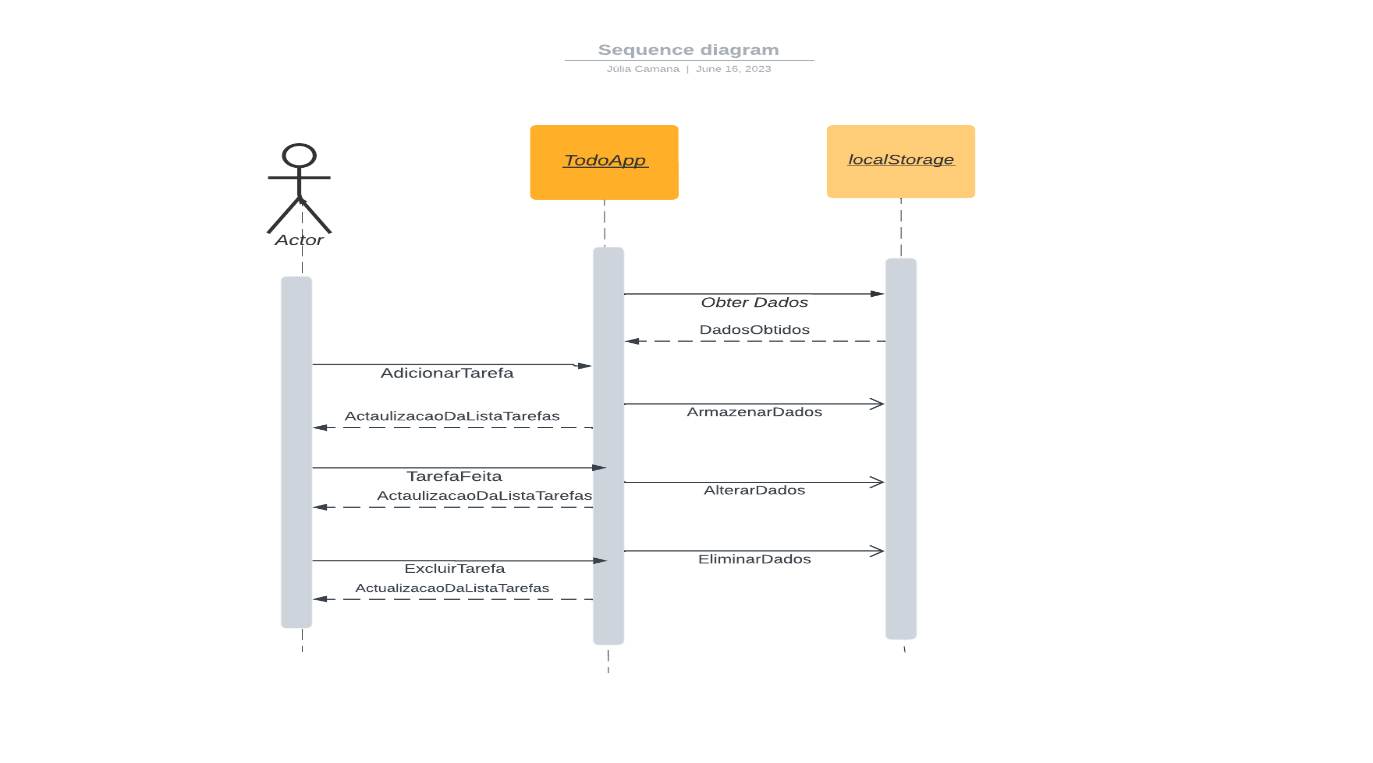 Sequence diagram
Júlia Camana | June 16, 2023
TodoApp
localStorage
Actor
Obter Dados
DadosObtidos
AdicionarTarefa
ArmazenarDados
ActaulizacaoDaListaTarefas
TarefaFeita
AlterarDados
ActaulizacaoDaListaTarefas
EliminarDados
ExcluirTarefa
ActualizacaoDaListaTarefas